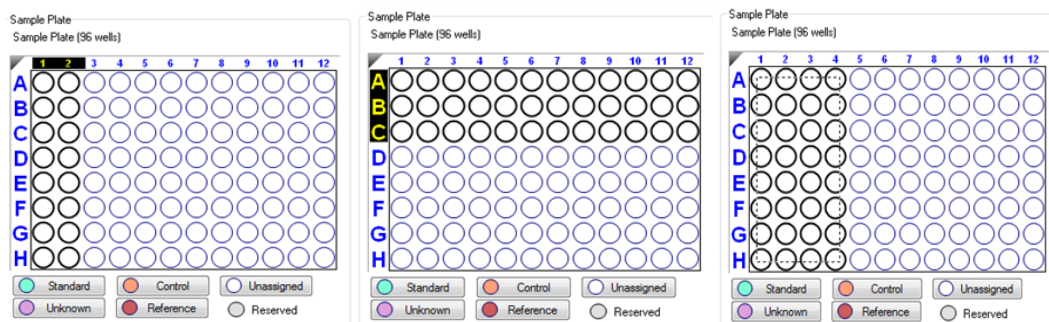 Sample Plate
Sample Plate (96 wells)
1 2 3 4 5 6 7 8 9 10 11 12
A
B
C
D
E
F
G
H
Standard Control Unassigned
Unknown Reference Reserved
Sample Plate
Sample Plate (96 wells)
1 2 3 4 5 6 7 8 9 10 11 12
A
B
C
D
E
F
G
H
Standard Control Unassigned
Unknown Reference Reserved
Sample Plate
Sample Plate (96 wells)
1 2 3 4 5 6 7 8 9 10 11 12
A
B
C
D
E
F
G
H
Standard Control Unassigned
Unknown Reference Reserved